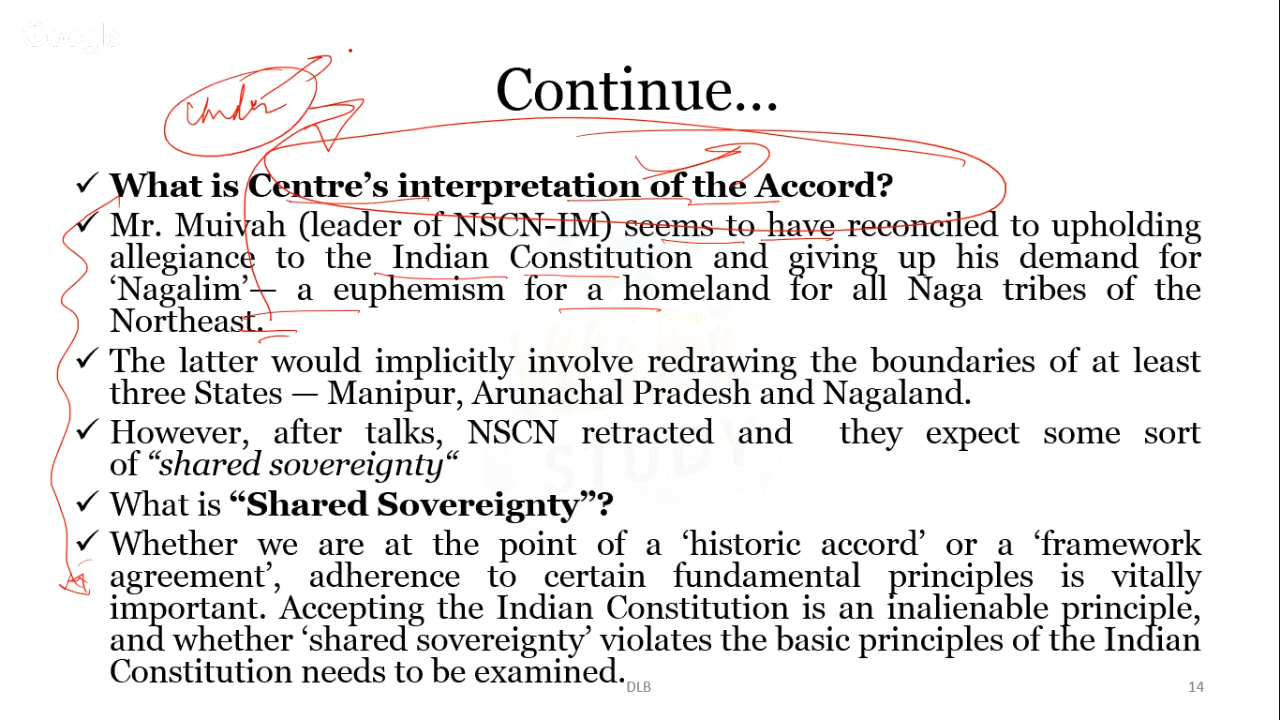 Google
Continue...
✓ What is Centre's interpretation of the Accord?
✓ Mr. Muivah (leader of NSCN-IM) seems to have reconciled to upholding
allegiance to the Indian Constitution and giving up his demand for
‘Nagalim’— a euphemism for a homeland for all Naga tribes of the
Northeast.
✓ The latter would implicitly involve redrawing the boundaries of at least
three States — Manipur, Arunachal Pradesh and Nagaland.
✓ However, after talks, NSCN retracted and they expect some sort
of “shared sovereignty“
✓ What is “Shared Sovereignty”?
✓ Whether we are at the point of a ‘historic accord’ or a ‘framework
agreement’, adherence to certain fundamental principles is vitally
important. Accepting the Indian Constitution is an inalienable principle,
and whether ‘shared sovereignty’ violates the basic principles of the Indian
Constitution needs to be examined.
DLB
14
STUDY